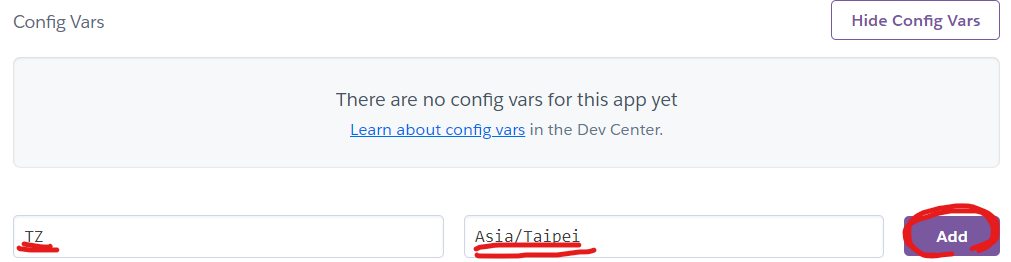 Config Vars
Hide Config Vars
There are no config vars for this app yet
Learn about config vars in the Dev Center.
TZ
Asia/Taipei
Add